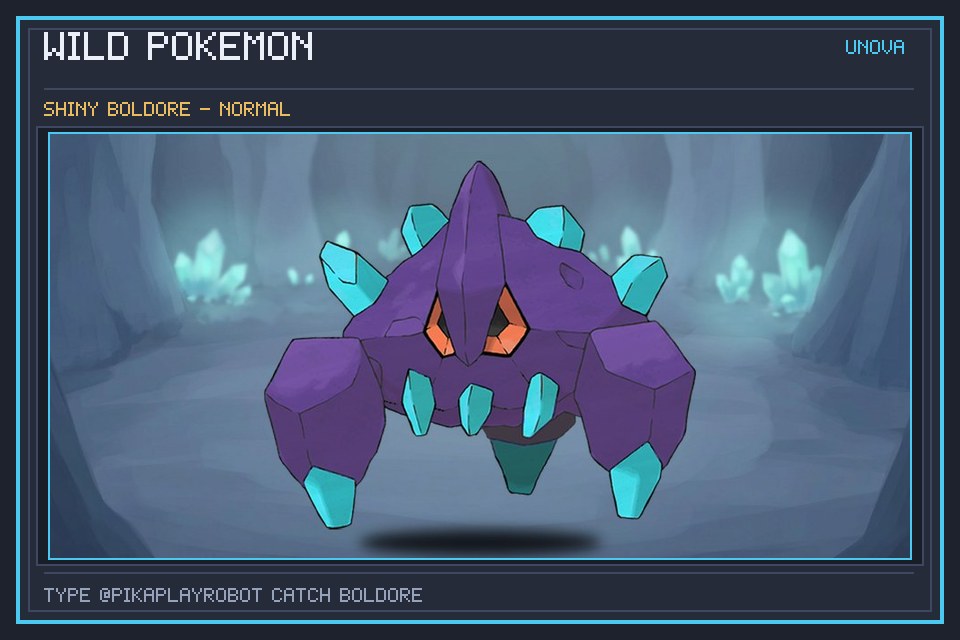 WILD POKEMON
UNOVA
SHINY BOLDORE - NORMAL
TYPE @PIKAPLAYROBOT CATCH BOLDORE